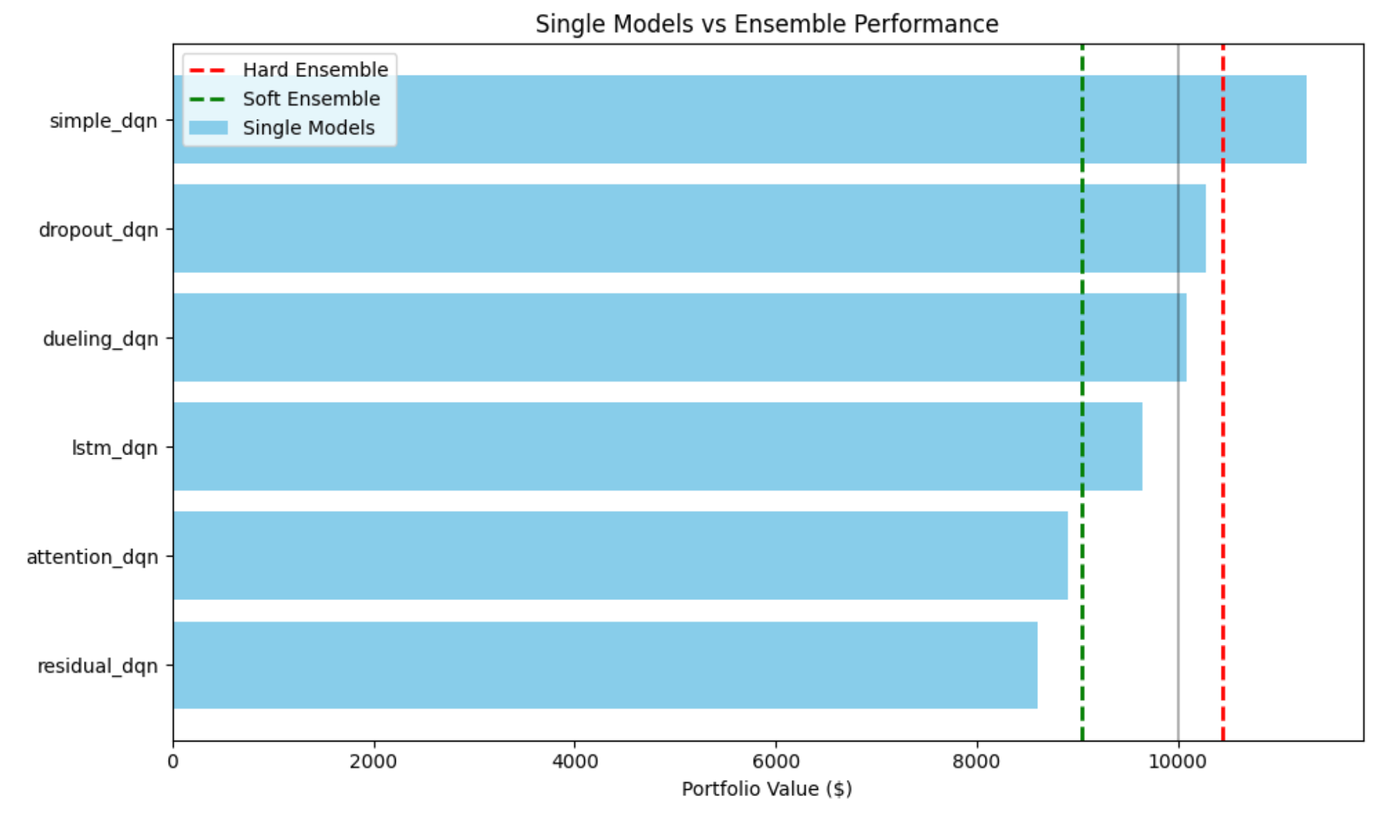 Single Models vs Ensemble Performance
Hard Ensemble
Soft Ensemble
Single Models
simple_dqn
dropout_dqn
dueling_dqn
lstm_dqn
attention_dqn
residual_dqn
0 2000 4000 6000 8000 10000
Portfolio Value ($)